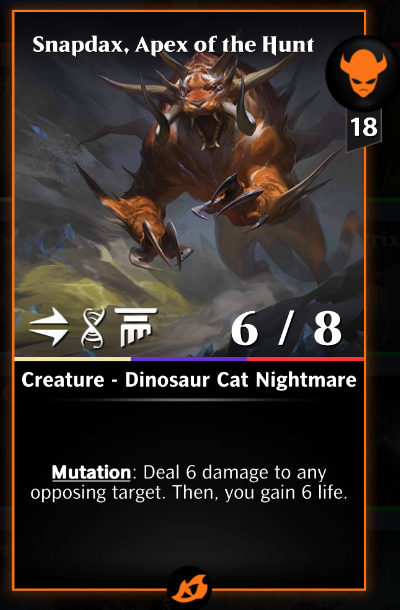 Snapdax, Apex of the Hunt
18
6 / 8
Creature - Dinosaur Cat Nightmare
Mutation: Deal 6 damage to any
opposing target. Then, you gain 6 life.